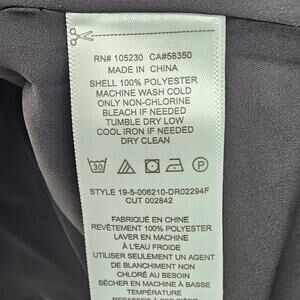 RN# 105230 CA#58350
MADE IN CHINA
SHELL 100% POLYESTER
MACHINE WASH COLD
ONLY NON-CHLORINE
BLEACH IF NEEDED
TUMBLE DRY LOW
COOL IRON IF NEEDED
DRY CLEAN
30
STYLE 19-5-006210-DR02294F
CUT 002842
FABRIQUÉ EN CHINE
REVÊTEMENT 100% POLYESTER
LAVER EN MACHINE
À L'EAU FROIDE
UTILISER SEULEMENT UN AGENT
DE BLANCHIMENT NON
CHLORÉ AU BESOIN
SÉCHER EN MACHINE À BASSE
TEMPÉRATURE